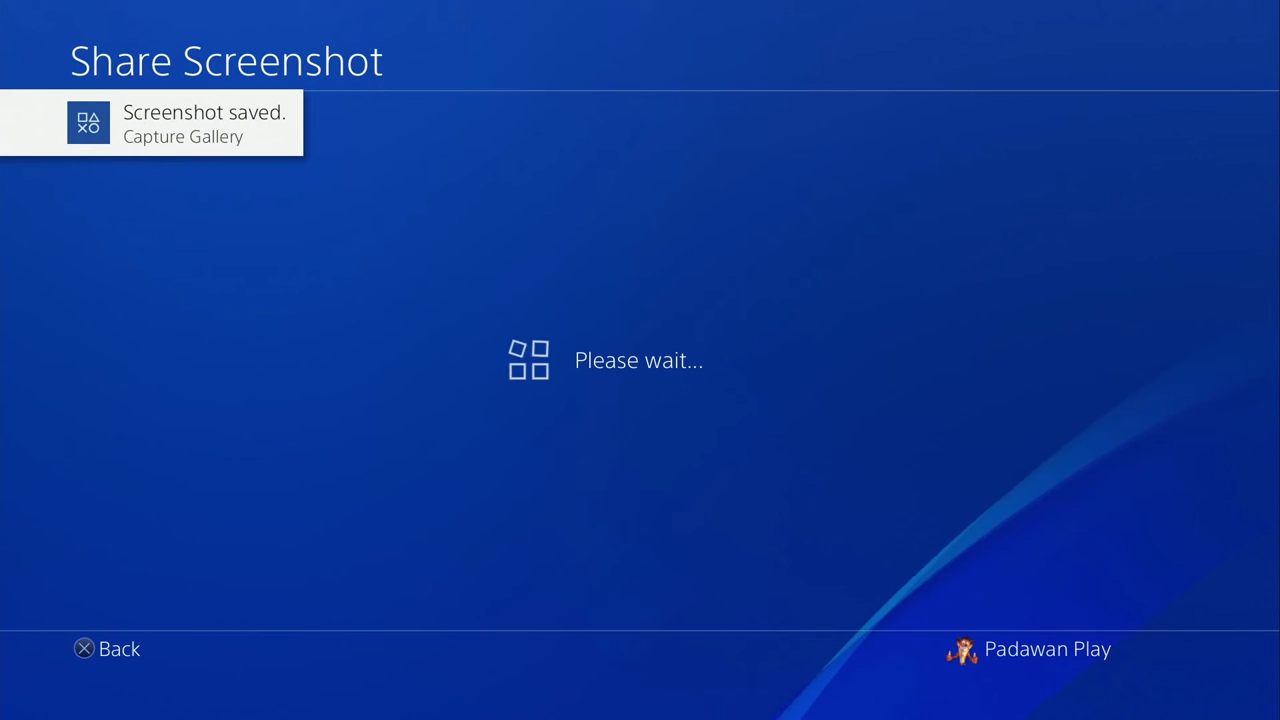 Share Screenshot
Screenshot saved.
Capture Gallery
Please wait...
Back
Padawan Play